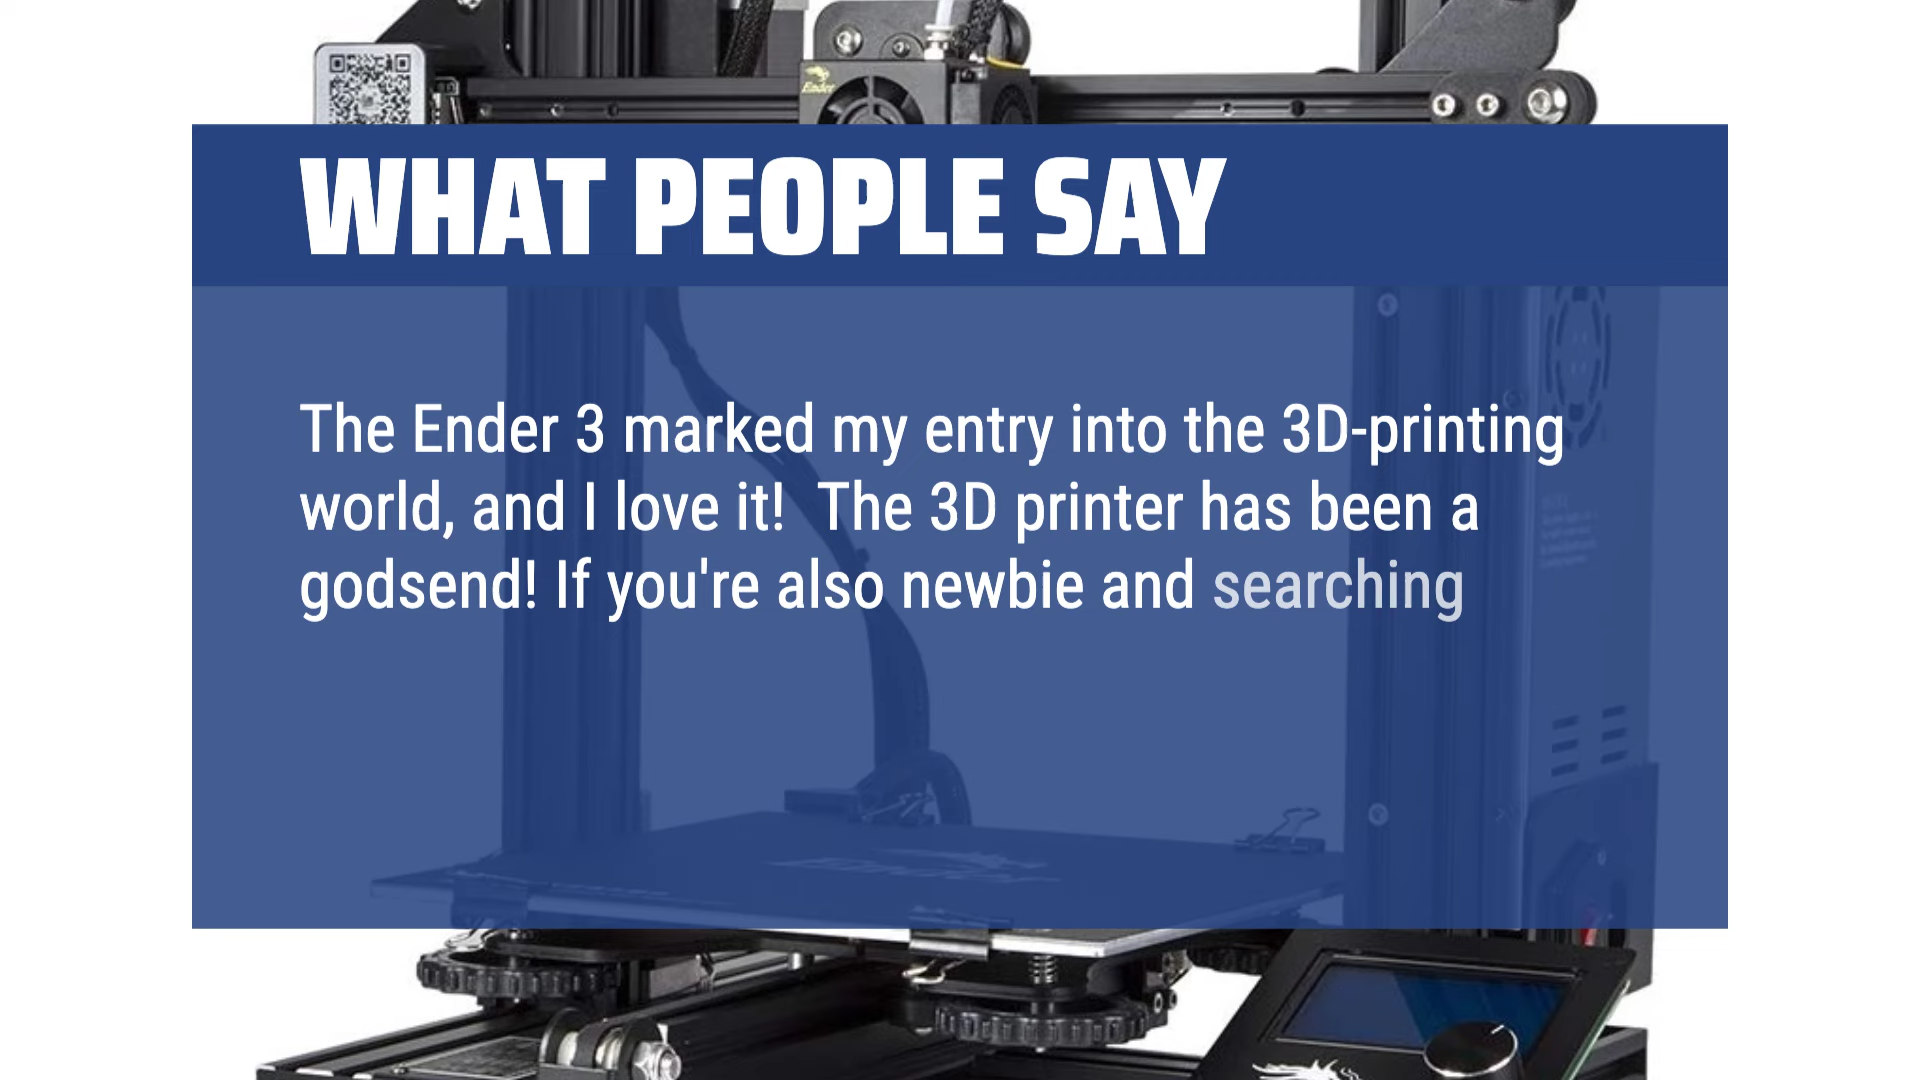 Ender
WHAT PEOPLE SAY
The Ender 3 marked my entry into the 3D-printing
world, and I love it!  The 3D printer has been a
godsend! If you're also newbie and searching